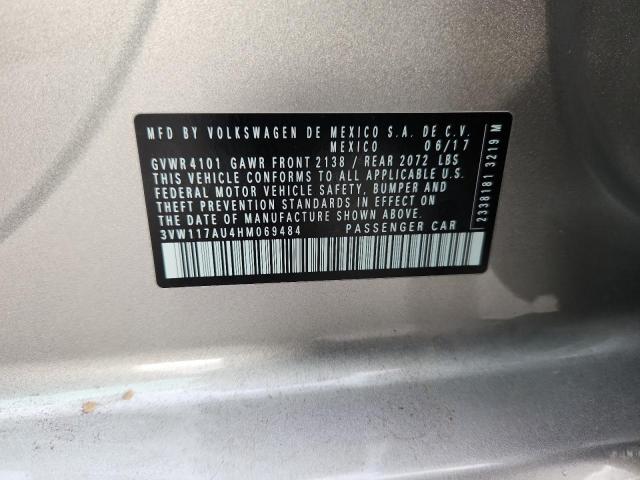 MFD BY VOLKSWAGEN DE MEXICO S.A. DE C.V.
MEXICO 06/17
GVWR 4101 GAWR FRONT 2138 / REAR 2072 LBS
THIS VEHICLE CONFORMS TO ALL APPLICABLE U.S.
FEDERAL MOTOR VEHICLE SAFETY, BUMPER AND
THEFT PREVENTION STANDARDS IN EFFECT ON
THE DATE OF MANUFACTURE SHOWN ABOVE.
3VW117AU4HM069484 PASSENGER CAR
2338181 3219 M